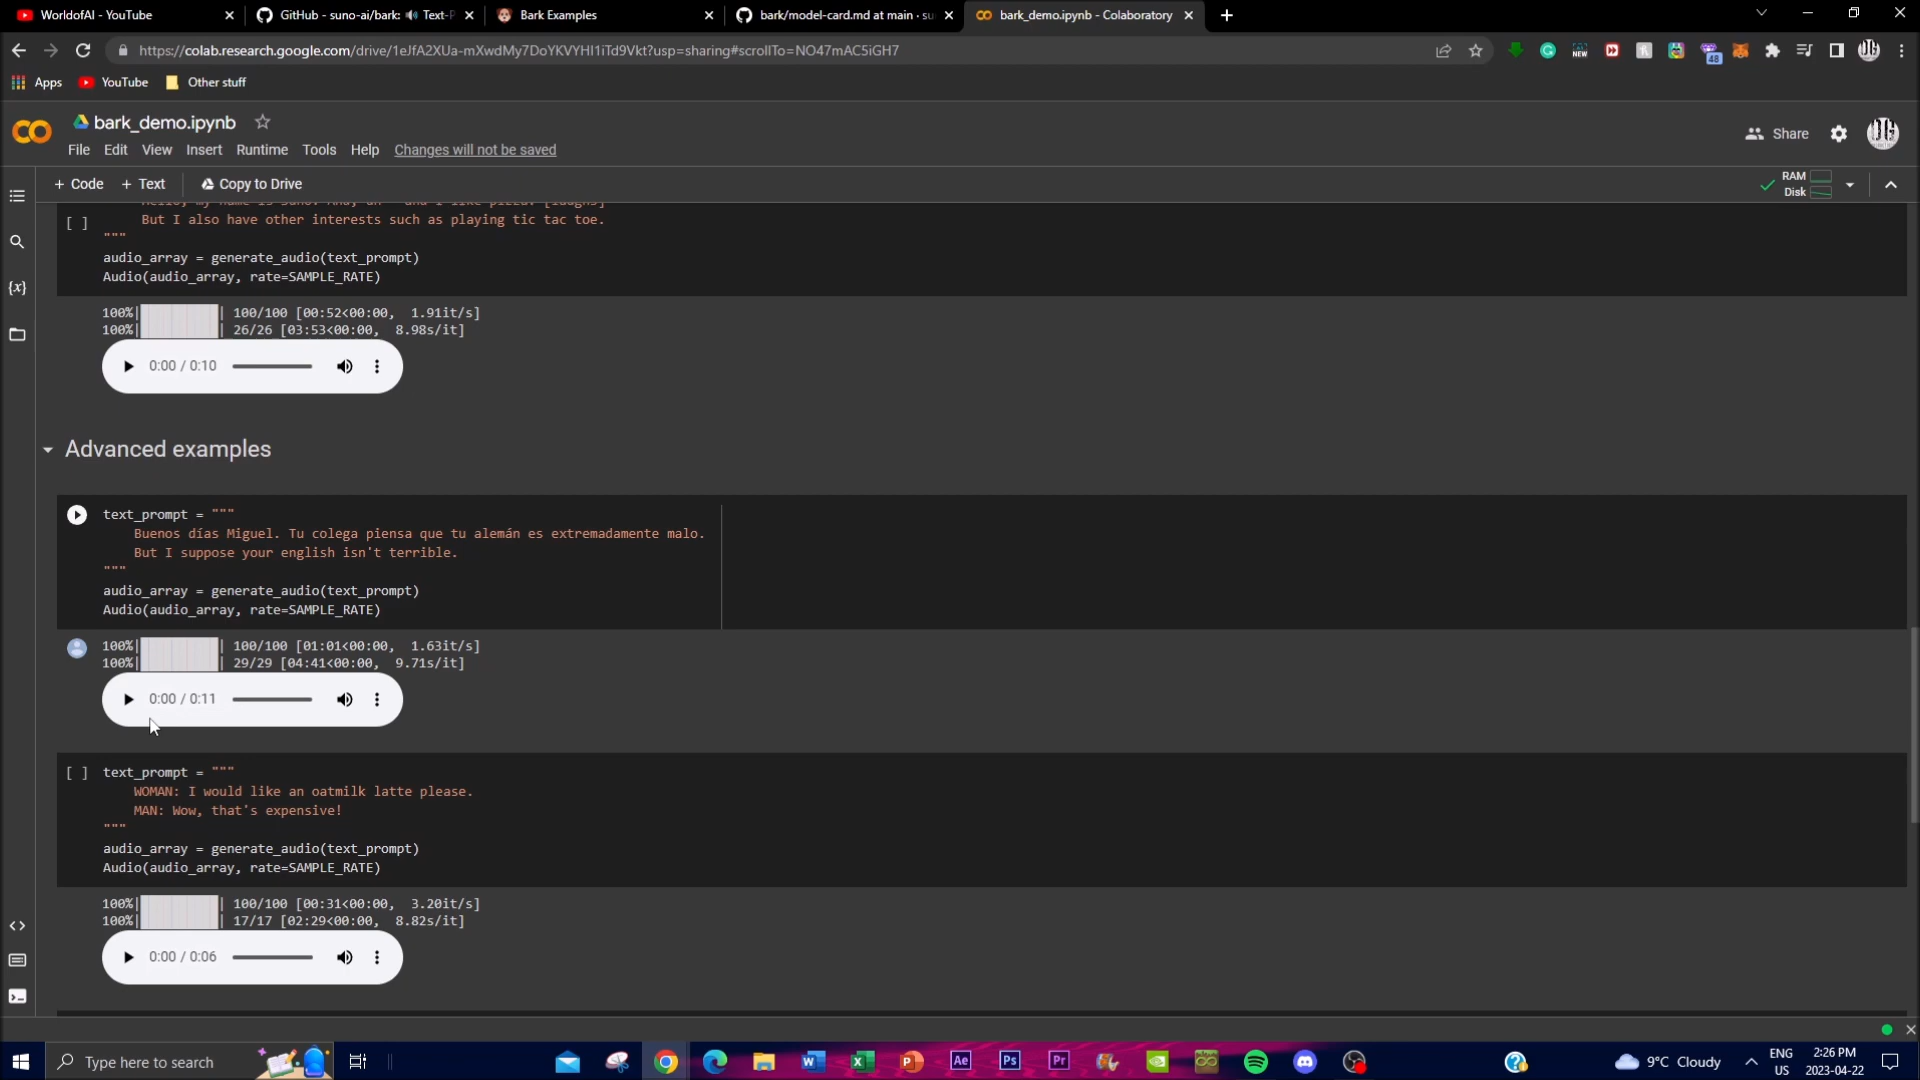 WorldofAI - YouTube
GitHub - suno-ai/bark: 🔊 Text-P
Bark Examples
bark/model-card.md at main · su
bark_demo.ipynb - Colaboratory
https://colab.research.google.com/drive/1eJfA2XUa-mXwdMy7DoYKVYHI1iTd9Vkt?usp=sharing#scrollTo=NO47mAC5iGH7
NEW
48
Apps
YouTube
Other stuff
bark_demo.ipynb
File Edit View Insert Runtime Tools Help Changes will not be saved
Share
+ Code + Text Copy to Drive
RAM
Disk
[ ] But I also have other interests such as playing tic tac toe.
"""
audio_array = generate_audio(text_prompt)
Audio(audio_array, rate=SAMPLE_RATE)
100%| | 100/100 [00:52<00:00, 1.91it/s]
100%| | 26/26 [03:53<00:00, 8.98s/it]
0:00 / 0:10
Advanced examples
text_prompt = """
Buenos días Miguel. Tu colega piensa que tu alemán es extremadamente malo.
But I suppose your english isn't terrible.
"""
audio_array = generate_audio(text_prompt)
Audio(audio_array, rate=SAMPLE_RATE)
100%| | 100/100 [01:01<00:00, 1.63it/s]
100%| | 29/29 [04:41<00:00, 9.71s/it]
0:00 / 0:11
[ ] text_prompt = """
WOMAN: I would like an oatmilk latte please.
MAN: Wow, that's expensive!
"""
audio_array = generate_audio(text_prompt)
Audio(audio_array, rate=SAMPLE_RATE)
100%| | 100/100 [00:31<00:00, 3.20it/s]
100%| | 17/17 [02:29<00:00, 8.82s/it]
0:00 / 0:06
Type here to search
Ae
Ps
Pr
9°C Cloudy
ENG
US
2:26 PM
2023-04-22